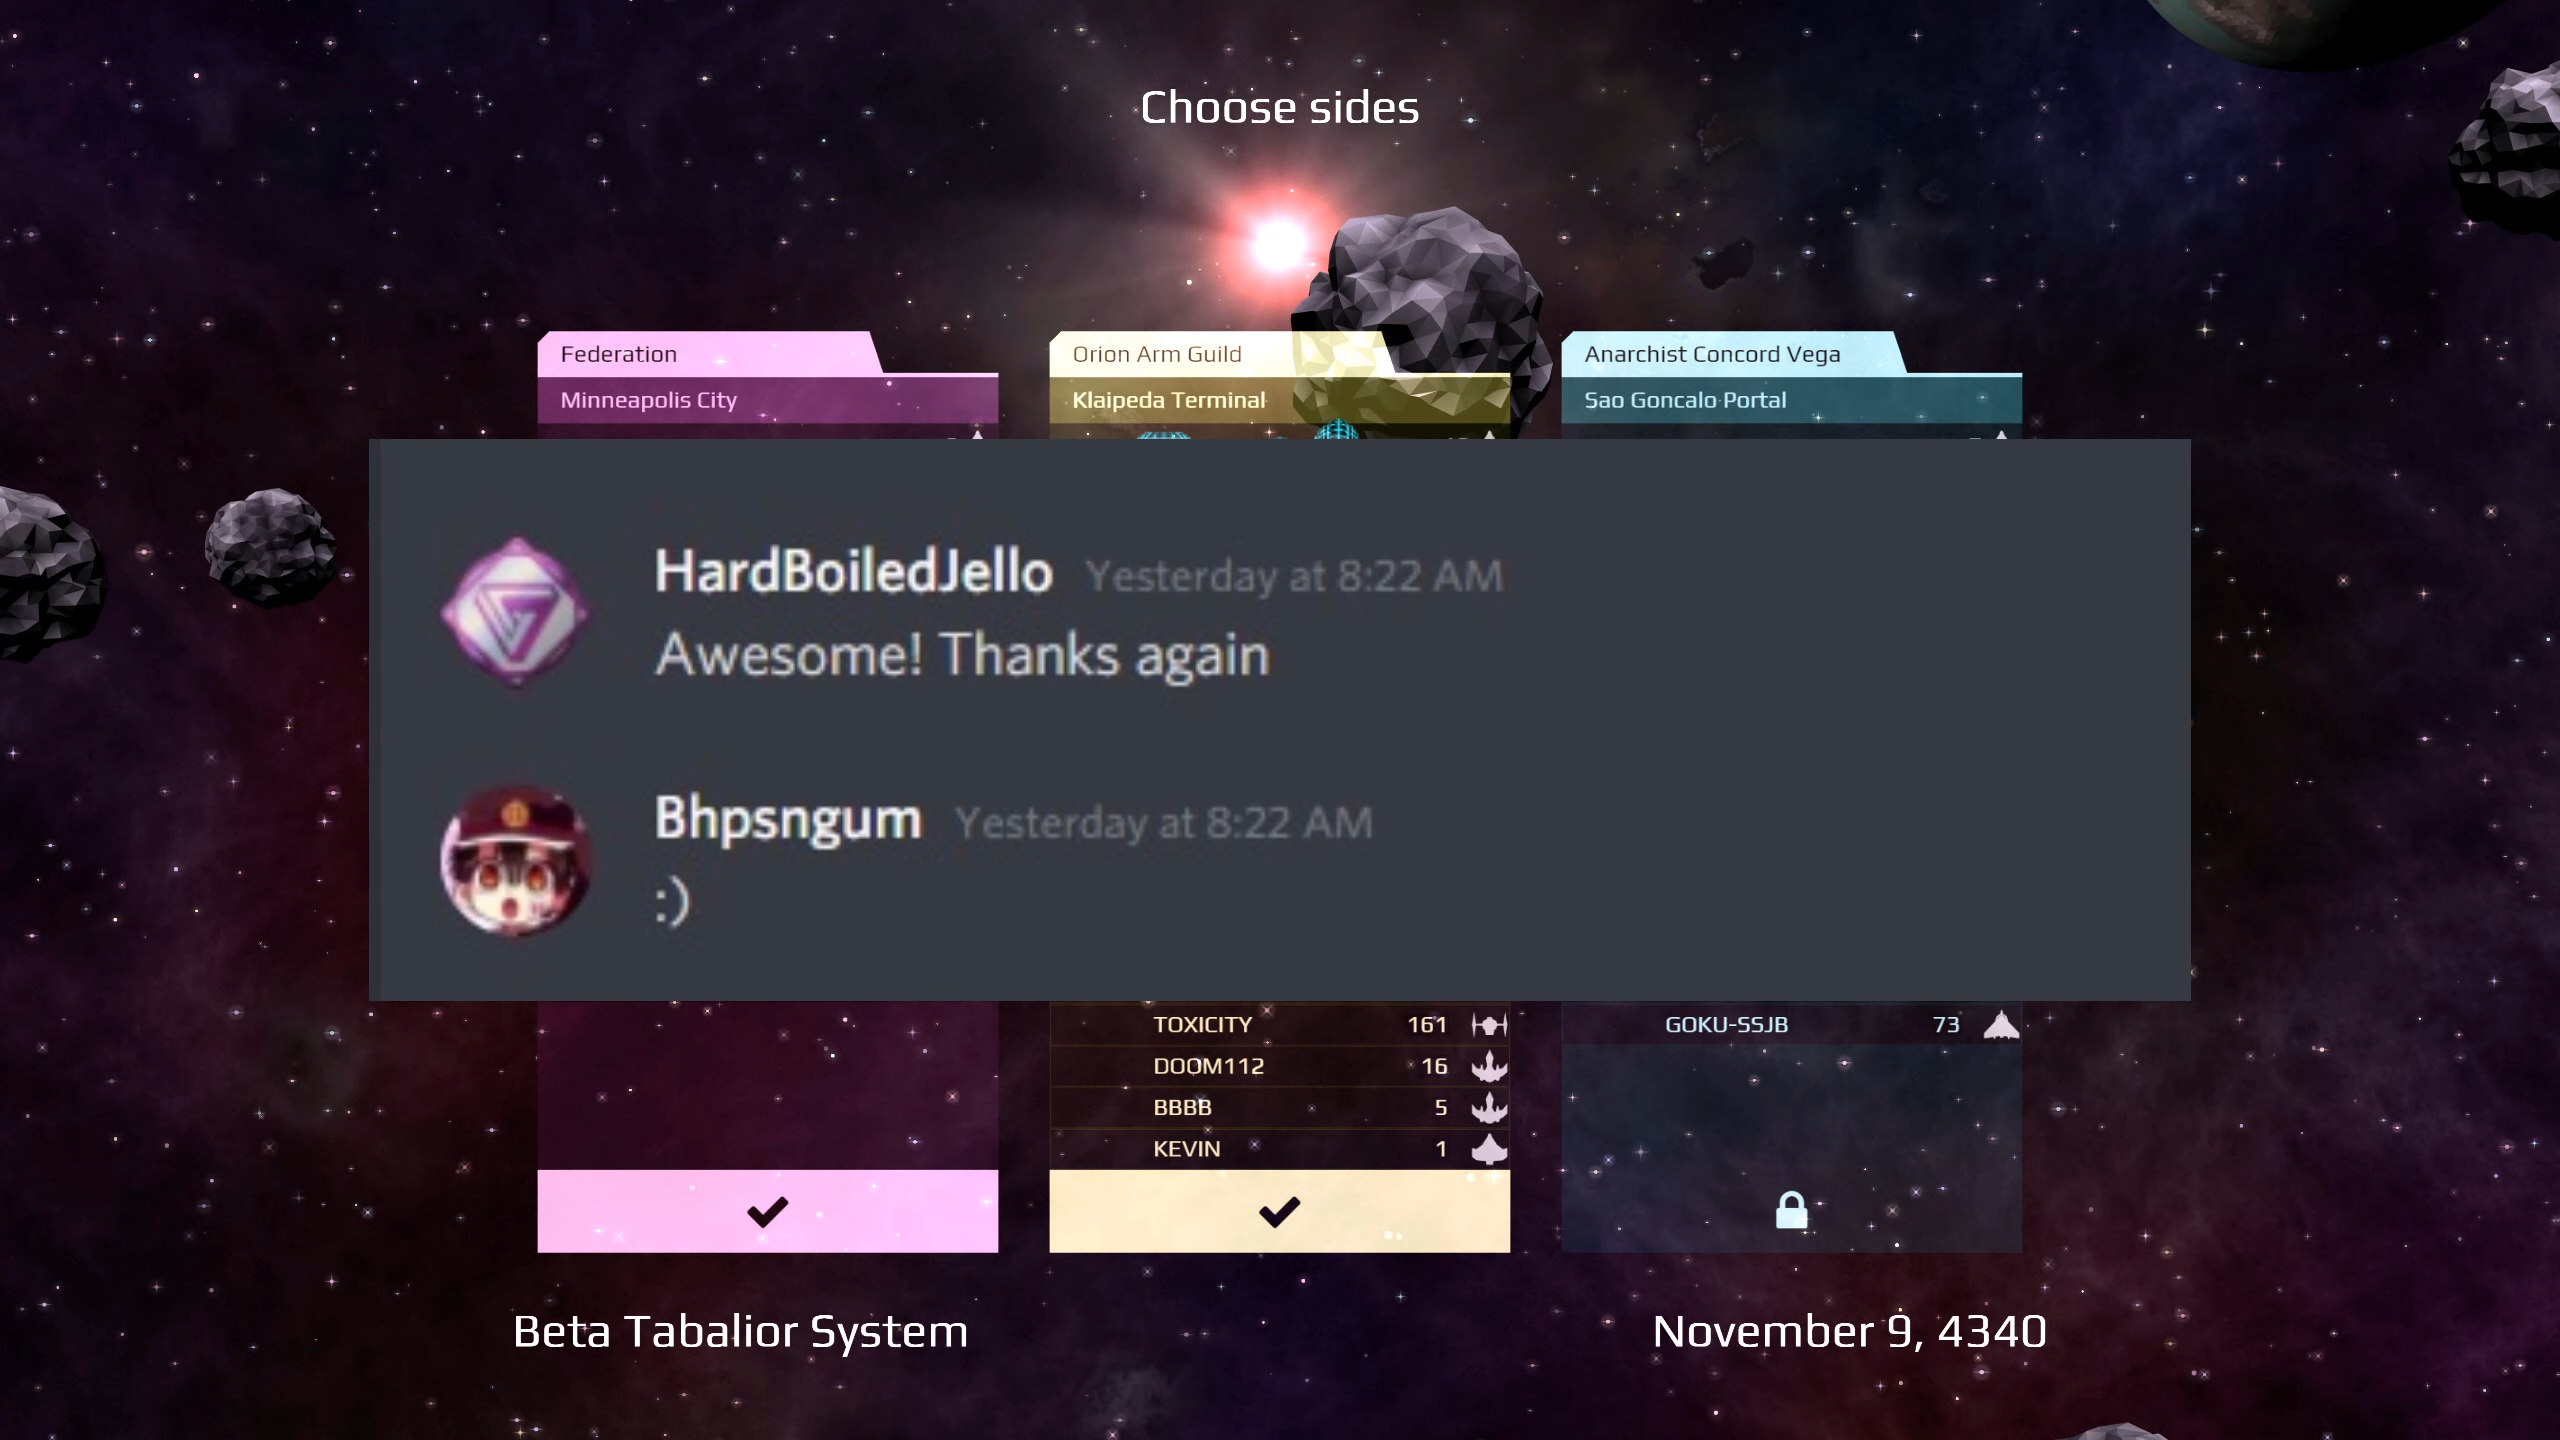 Choose sides
Federation
Minneapolis City
Orion Arm Guild
Klaipeda Terminal
Anarchist Concord Vega
Sao Goncalo Portal
HardBoiledJello Yesterday at 8:22 AM
Awesome! Thanks again
Bhpsngum Yesterday at 8:22 AM
:)
TOXICITY 161
DOOM112 16
BBBB 5
KEVIN 1
GOKU-SSJB 73
Beta Tabalior System
November 9, 4340